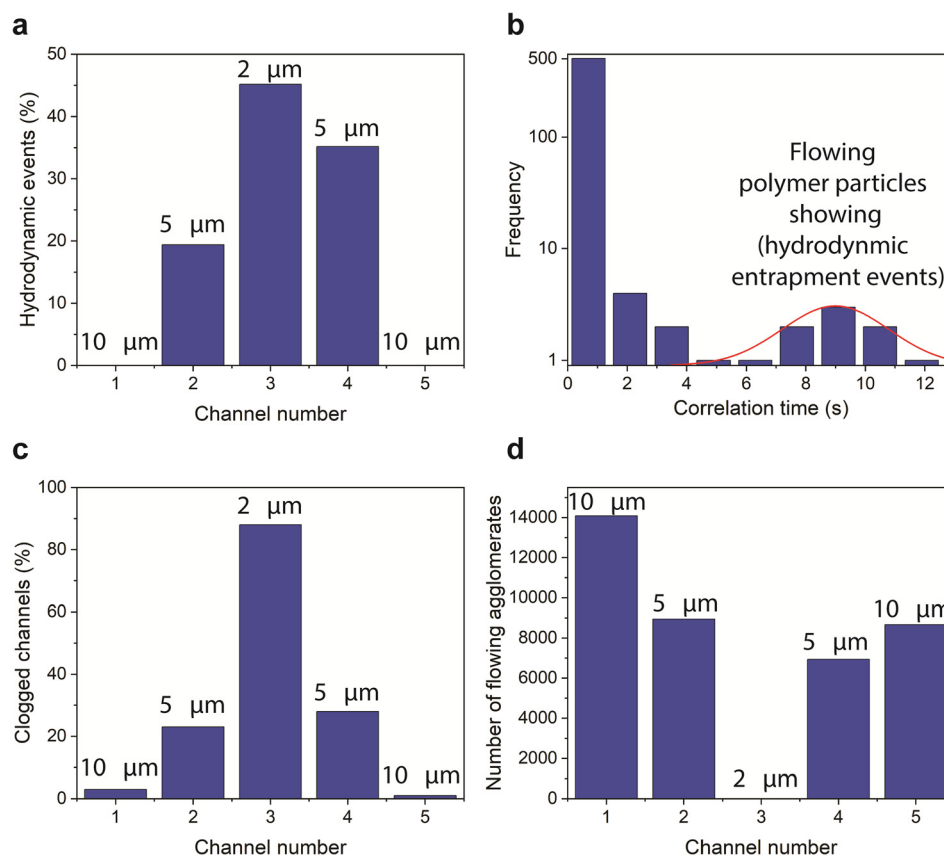 a
50
40
30
20
10
0
Hydrodynamic events (%)
10 µm
5 µm
2 µm
5 µm
10 µm
1 2 3 4 5
Channel number
b
500
100
10
1
Frequency
Flowing
polymer particles
showing
(hydrodynmic
entrapment events)
0 2 4 6 8 10 12
Correlation time (s)
c
100
80
60
40
20
0
Clogged channels (%)
10 µm
5 µm
2 µm
5 µm
10 µm
1 2 3 4 5
Channel number
d
14000
12000
10000
8000
6000
4000
2000
0
Number of flowing agglomerates
10 µm
5 µm
2 µm
5 µm
10 µm
1 2 3 4 5
Channel number